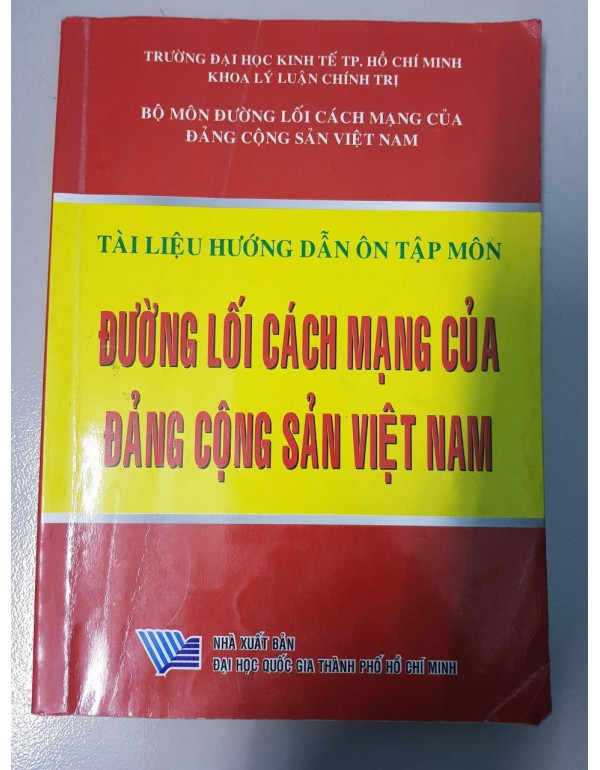 TRƯỜNG ĐẠI HỌC KINH TẾ TP. HỒ CHÍ MINH
KHOA LÝ LUẬN CHÍNH TRỊ
BỘ MÔN ĐƯỜNG LỐI CÁCH MẠNG CỦA
ĐẢNG CỘNG SẢN VIỆT NAM
TÀI LIỆU HƯỚNG DẪN ÔN TẬP MÔN
ĐƯỜNG LỐI CÁCH MẠNG CỦA
ĐẢNG CỘNG SẢN VIỆT NAM
NHÀ XUẤT BẢN
ĐẠI HỌC QUỐC GIA THÀNH PHỐ HỒ CHÍ MINH